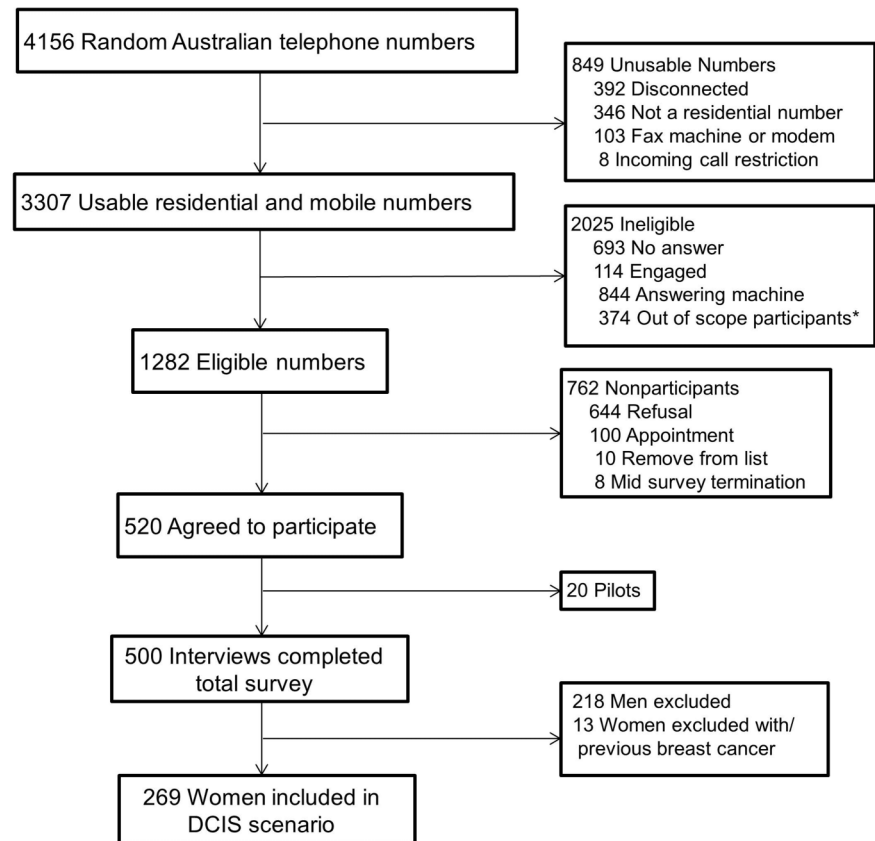 4156 Random Australian telephone numbers
849 Unusable Numbers
392 Disconnected
346 Not a residential number
103 Fax machine or modem
8 Incoming call restriction
3307 Usable residential and mobile numbers
2025 Ineligible
693 No answer
114 Engaged
844 Answering machine
374 Out of scope participants*
1282 Eligible numbers
762 Nonparticipants
644 Refusal
100 Appointment
10 Remove from list
8 Mid survey termination
520 Agreed to participate
20 Pilots
500 Interviews completed
total survey
218 Men excluded
13 Women excluded with/
previous breast cancer
269 Women included in
DCIS scenario